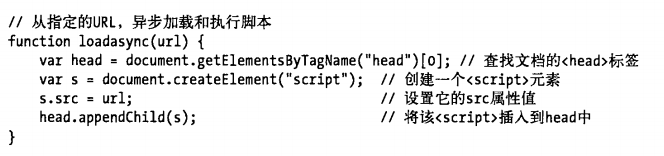 // 从指定的URL，异步加载和执行脚本
function loadasync(url) {
    var head = document.getElementsByTagName("head")[0]; // 查找文档的<head>标签
    var s = document.createElement("script");  // 创建一个<script>元素
    s.src = url;                               // 设置它的src属性值
    head.appendChild(s);                       // 将该<script>插入到head中
}